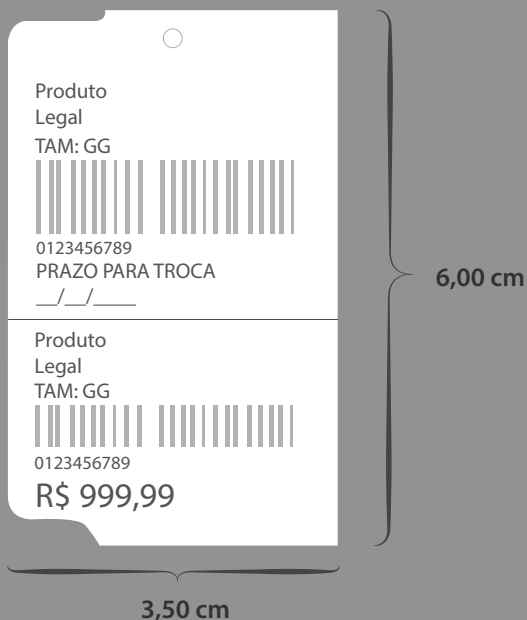 Produto
Legal
TAM: GG
0123456789
PRAZO PARA TROCA
__/__/____
6,00 cm
Produto
Legal
TAM: GG
0123456789
R$ 999,99
3,50 cm